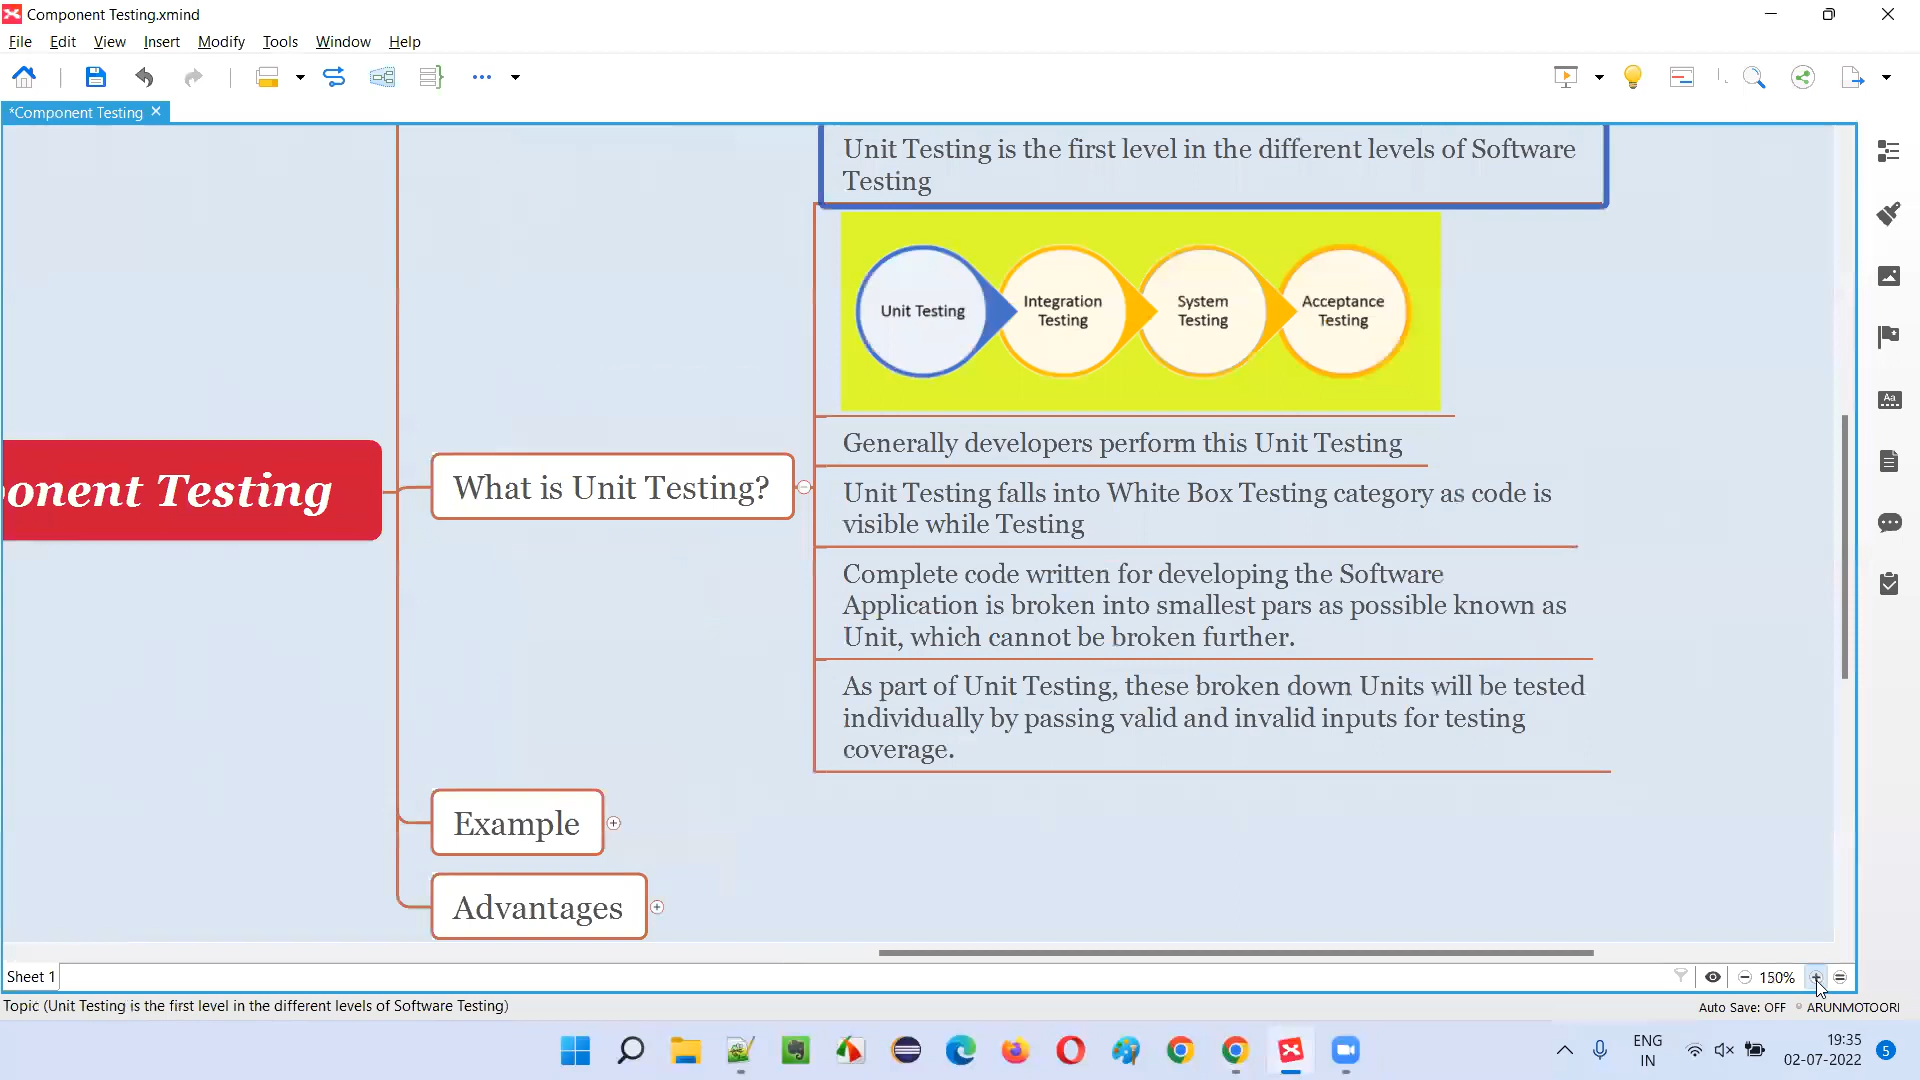 Component Testing.xmind
File Edit View Insert Modify Tools Window Help
*Component Testing
Unit Testing is the first level in the different levels of Software
Testing
Unit Testing
Integration
Testing
System
Testing
Acceptance
Testing
Generally developers perform this Unit Testing
onent Testing
What is Unit Testing?
Unit Testing falls into White Box Testing category as code is
visible while Testing
Complete code written for developing the Software
Application is broken into smallest pars as possible known as
Unit, which cannot be broken further.
As part of Unit Testing, these broken down Units will be tested
individually by passing valid and invalid inputs for testing
coverage.
Example
Advantages
Sheet 1
150%
Topic (Unit Testing is the first level in the different levels of Software Testing)
Auto Save: OFF
ARUNMOTOORI
ENG
IN
19:35
02-07-2022
5